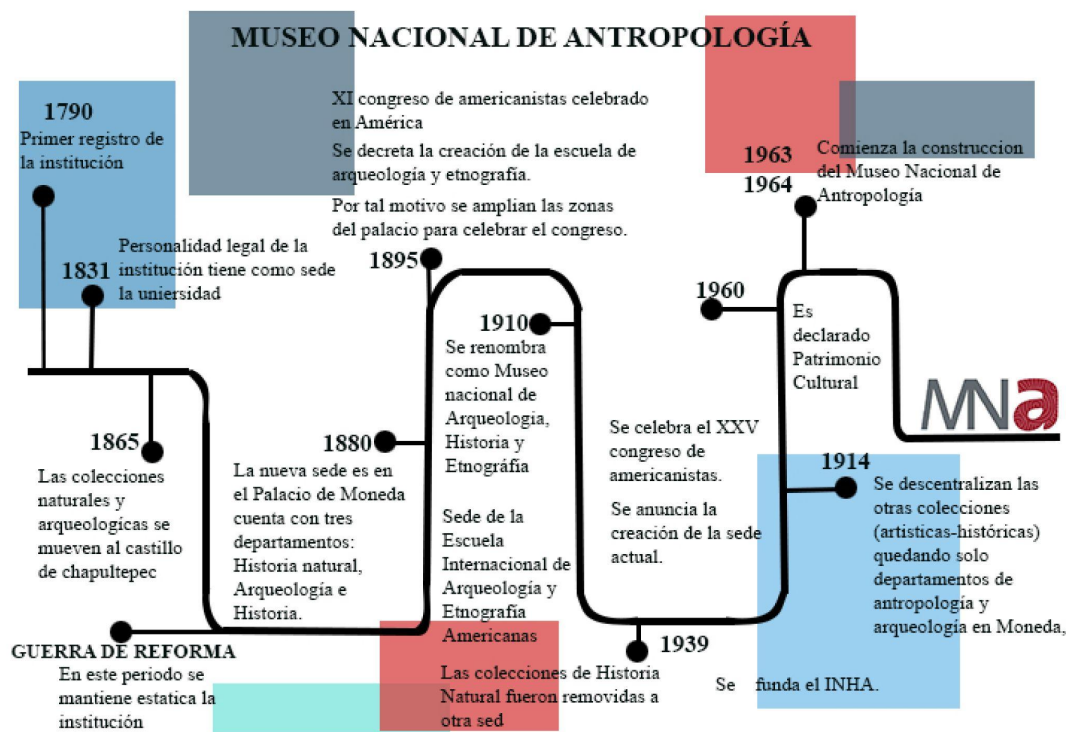 MUSEO NACIONAL DE ANTROPOLOGÍA
1790
Primer registro de
la institución
1831
Personalidad legal de la
institución tiene como sede
la uniersidad
1865
Las colecciones
naturales y
arqueologícas se
mueven al castillo
de chapultepec
GUERRA DE REFORMA
En este periodo se
mantiene estatica la
institución
1880
La nueva sede es en
el Palacio de Moneda
cuenta con tres
departamentos:
Historia natural,
Arqueología e
Historia.
XI congreso de americanistas celebrado
en América
Se decreta la creación de la escuela de
arqueología y etnografía.
Por tal motivo se amplian las zonas
del palacio para celebrar el congreso.
1895
1910
Se renombra
como Museo
nacional de
Arqueologia,
Historia y
Etnográfía
Sede de la
Escuela
Internacional de
Arqueología y
Etnografía
Americanas
Las colecciones de Historia
Natural fueron removidas a
otra sed
1939
Se funda el INHA.
1914
Se descentralizan las
otras colecciones
(artisticas-históricas)
quedando solo
departamentos de
antropología y
arqueología en Moneda,
1960
Se celebra el XXV
congreso de
americanistas.
Se anuncia la
creación de la sede
actual.
1963
1964
Comienza la construccion
del Museo Nacional de
Antropología
Es
declarado
Patrimonio
Cultural
MNa